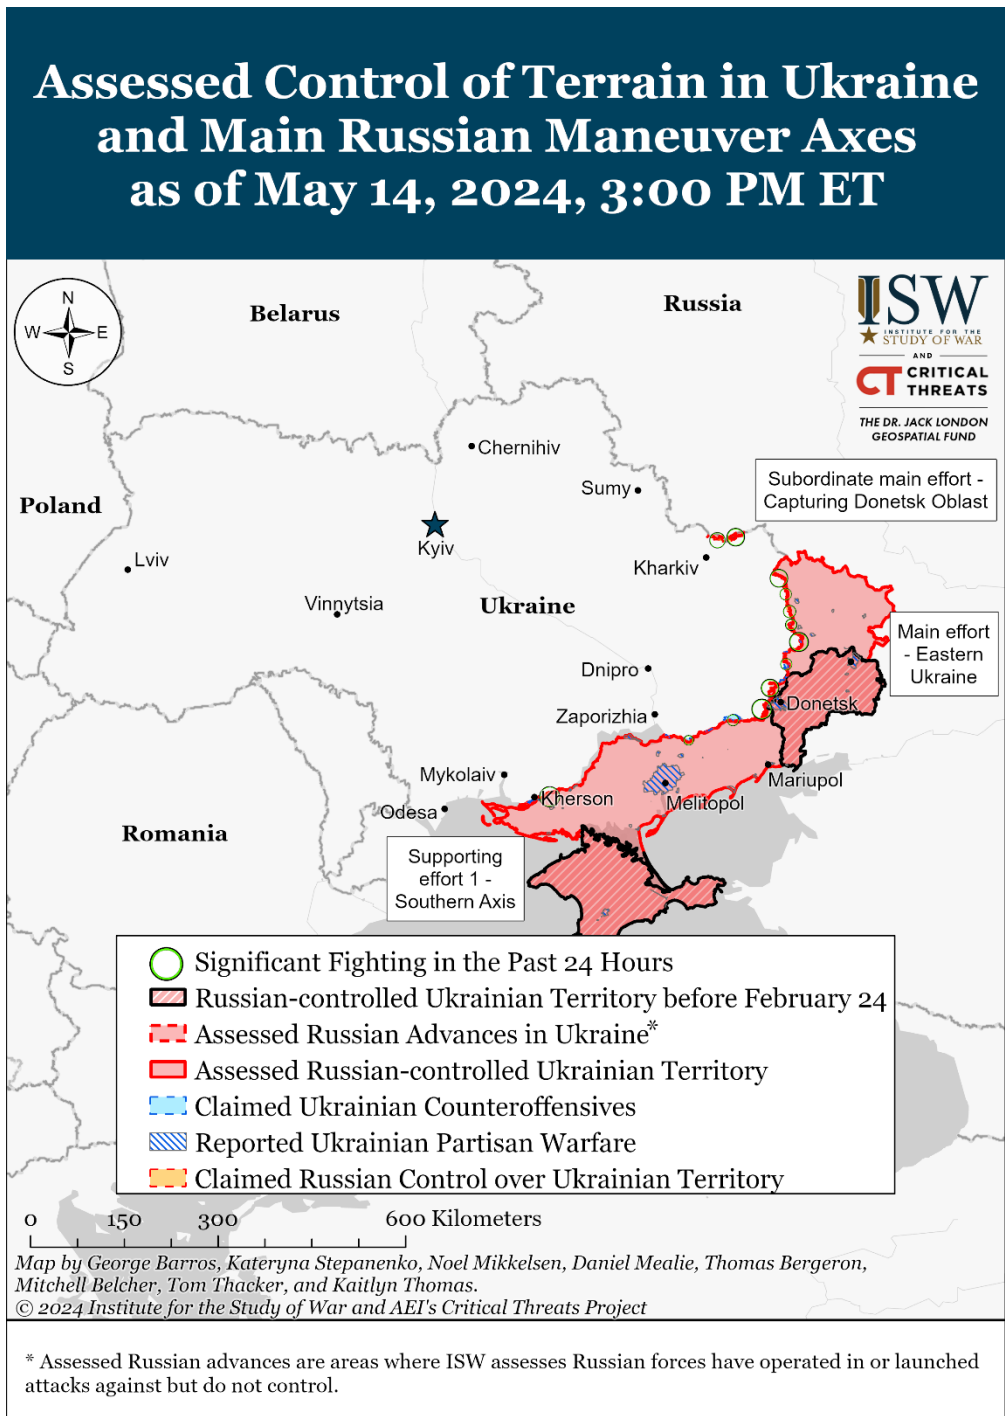 Assessed Control of Terrain in Ukraine
and Main Russian Maneuver Axes
as of May 14, 2024, 3:00 PM ET
N
W
E
S
Belarus
Russia
ISW
INSTITUTE FOR THE
STUDY OF WAR
AND
CT CRITICAL
THREATS
THE DR. JACK LONDON
GEOSPATIAL FUND
Chernihiv
Subordinate main effort -
Capturing Donetsk Oblast
Sumy
Poland
Kyiv
Lviv
Kharkiv
Vinnytsia
Ukraine
Main effort
- Eastern
Ukraine
Dnipro
Donetsk
Zaporizhia
Mykolaiv
Mariupol
Kherson
Melitopol
Odesa
Romania
Supporting
effort 1 -
Southern Axis
Significant Fighting in the Past 24 Hours
Russian-controlled Ukrainian Territory before February 24
Assessed Russian Advances in Ukraine*
Assessed Russian-controlled Ukrainian Territory
Claimed Ukrainian Counteroffensives
Reported Ukrainian Partisan Warfare
Claimed Russian Control over Ukrainian Territory
0 150 300 600 Kilometers
Map by George Barros, Kateryna Stepanenko, Noel Mikkelsen, Daniel Mealie, Thomas Bergeron,
Mitchell Belcher, Tom Thacker, and Kaitlyn Thomas.
© 2024 Institute for the Study of War and AEI's Critical Threats Project
* Assessed Russian advances are areas where ISW assesses Russian forces have operated in or launched
attacks against but do not control.